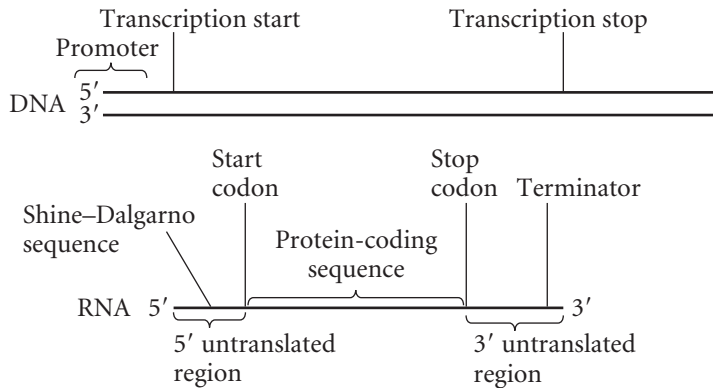 Transcription start
Transcription stop
Promoter
5′
DNA
3′
Start
codon
Stop
codon
Terminator
Shine–Dalgarno
sequence
Protein-coding
sequence
RNA 5′
3′
5′ untranslated
region
3′ untranslated
region